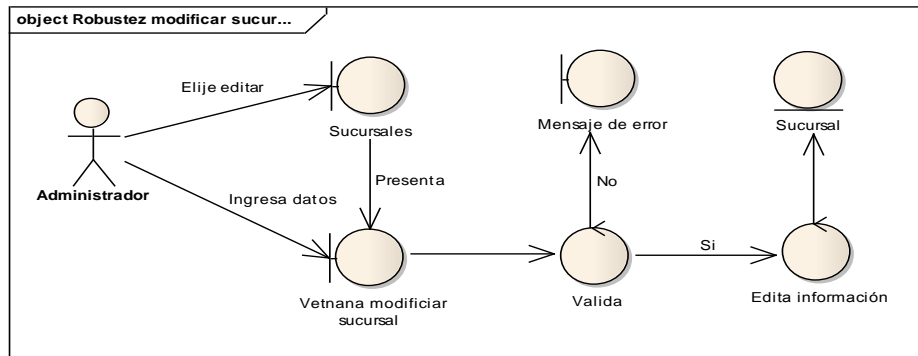 object Robustez modificar sucur...
Elije editar
Sucursales
Mensaje de error
Sucursal
Administrador
Presenta
No
Ingresa datos
Si
Vetnana modificiar
sucursal
Valida
Edita información